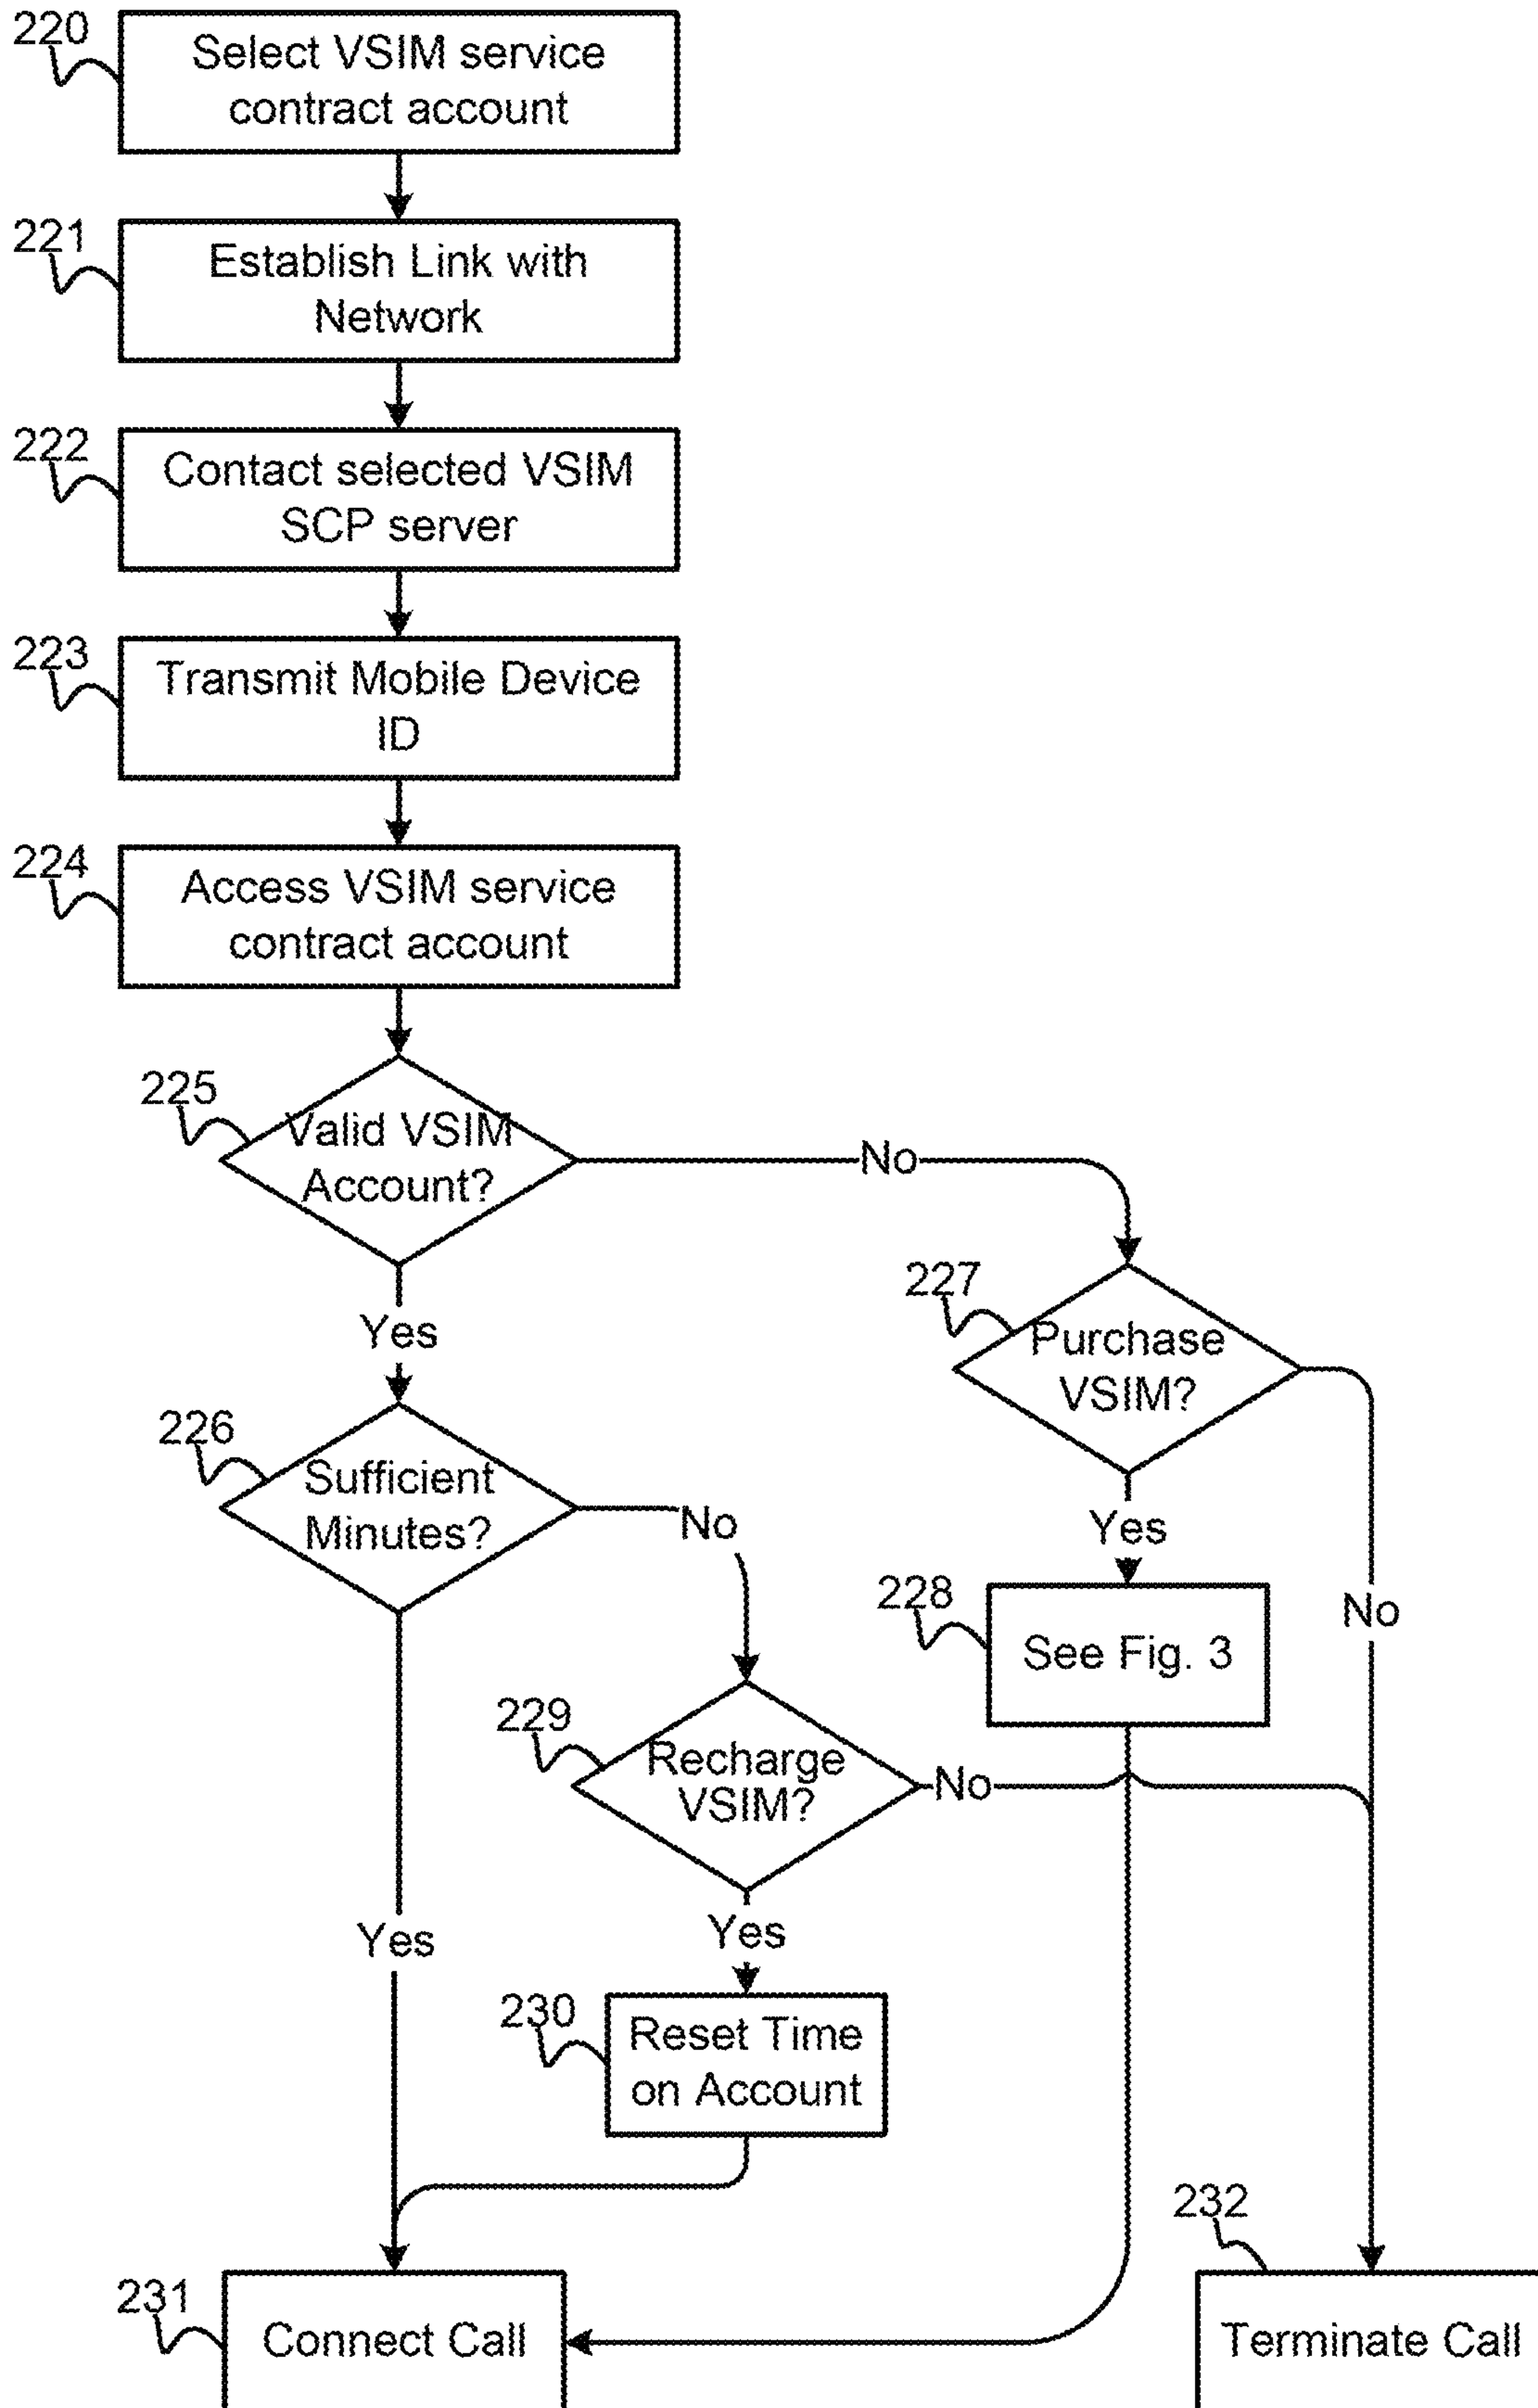 220
Select VSIM service
contract account
221
Establish Link with
Network
222
Contact selected VSIM
SCP server
223
Transmit Mobile Device
ID
224
Access VSIM service
contract account
225
Valid VSIM
Account?
No
Yes
227
Purchase
VSIM?
226
Sufficient
Minutes?
No
Yes
228
See Fig. 3
No
229
Recharge
VSIM?
No
Yes
Yes
230
Reset Time
on Account
231
Connect Call
232
Terminate Call